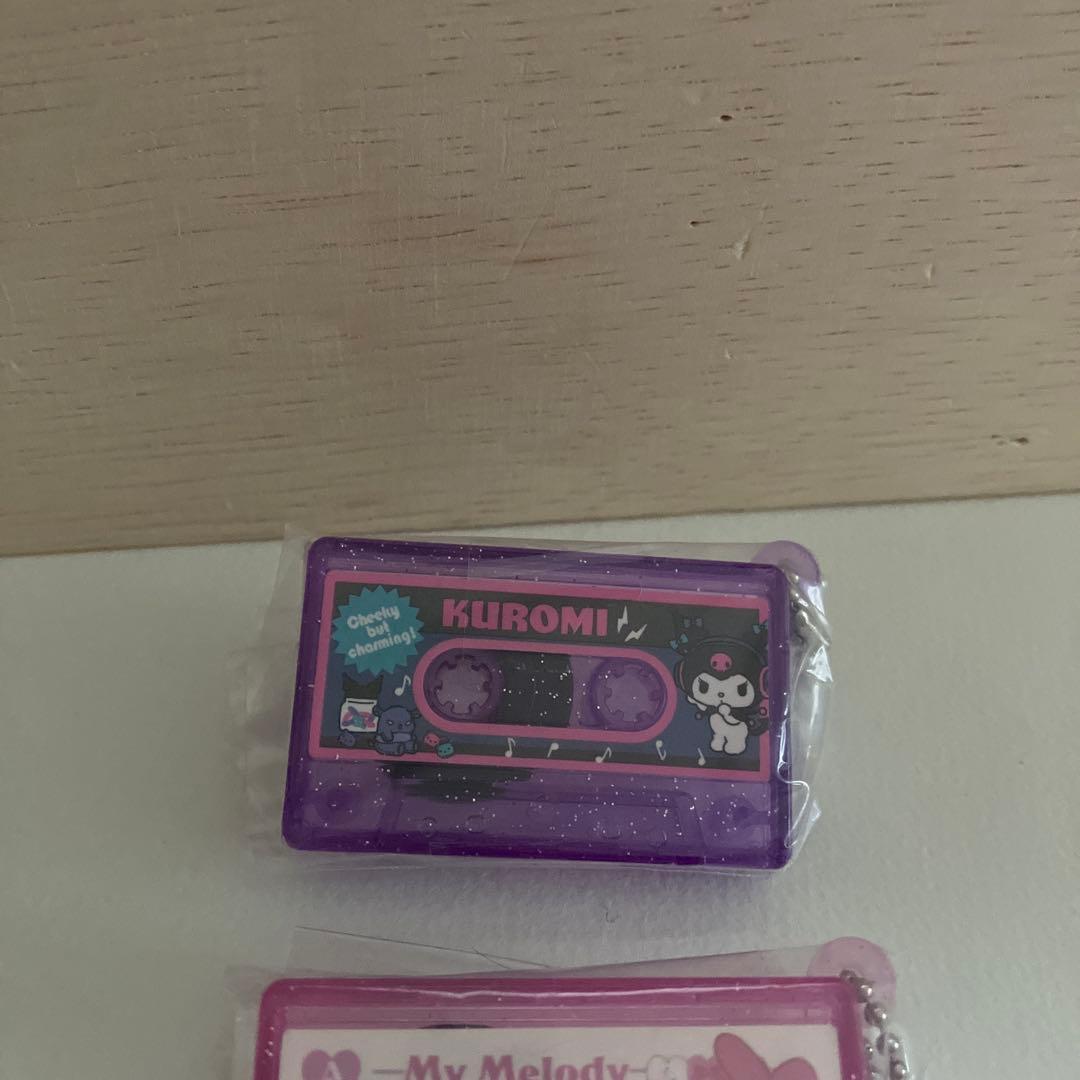 Cheeky
but
charming!
KUROMI
A
My Melody